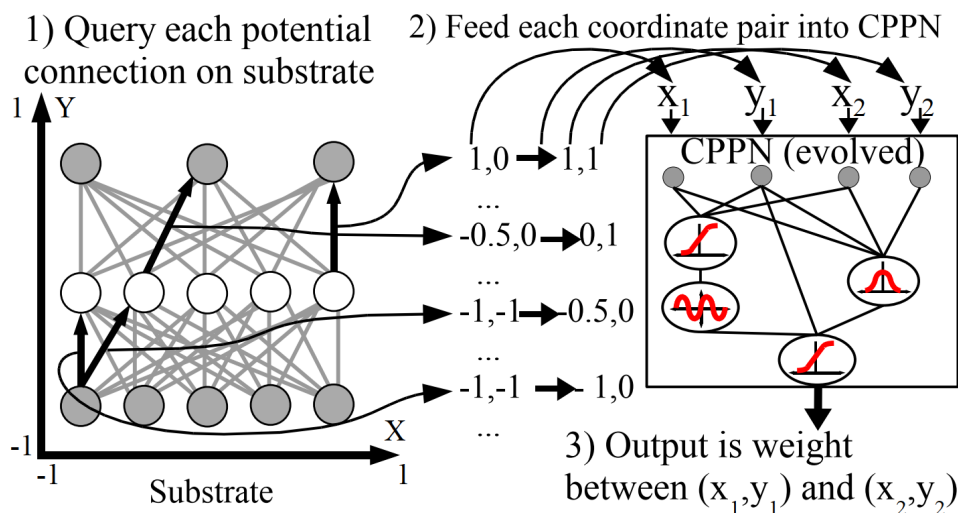 1) Query each potential
connection on substrate
2) Feed each coordinate pair into CPPN
1 Y
X
-1
-1
1
Substrate
x1 y1 x2 y2
CPPN (evolved)
1,0 1,1
...
-0.5,0 0,1
...
-1,-1 -0.5,0
...
-1,-1 - 1,0
...
3) Output is weight
between (x1,y1) and (x2,y2)